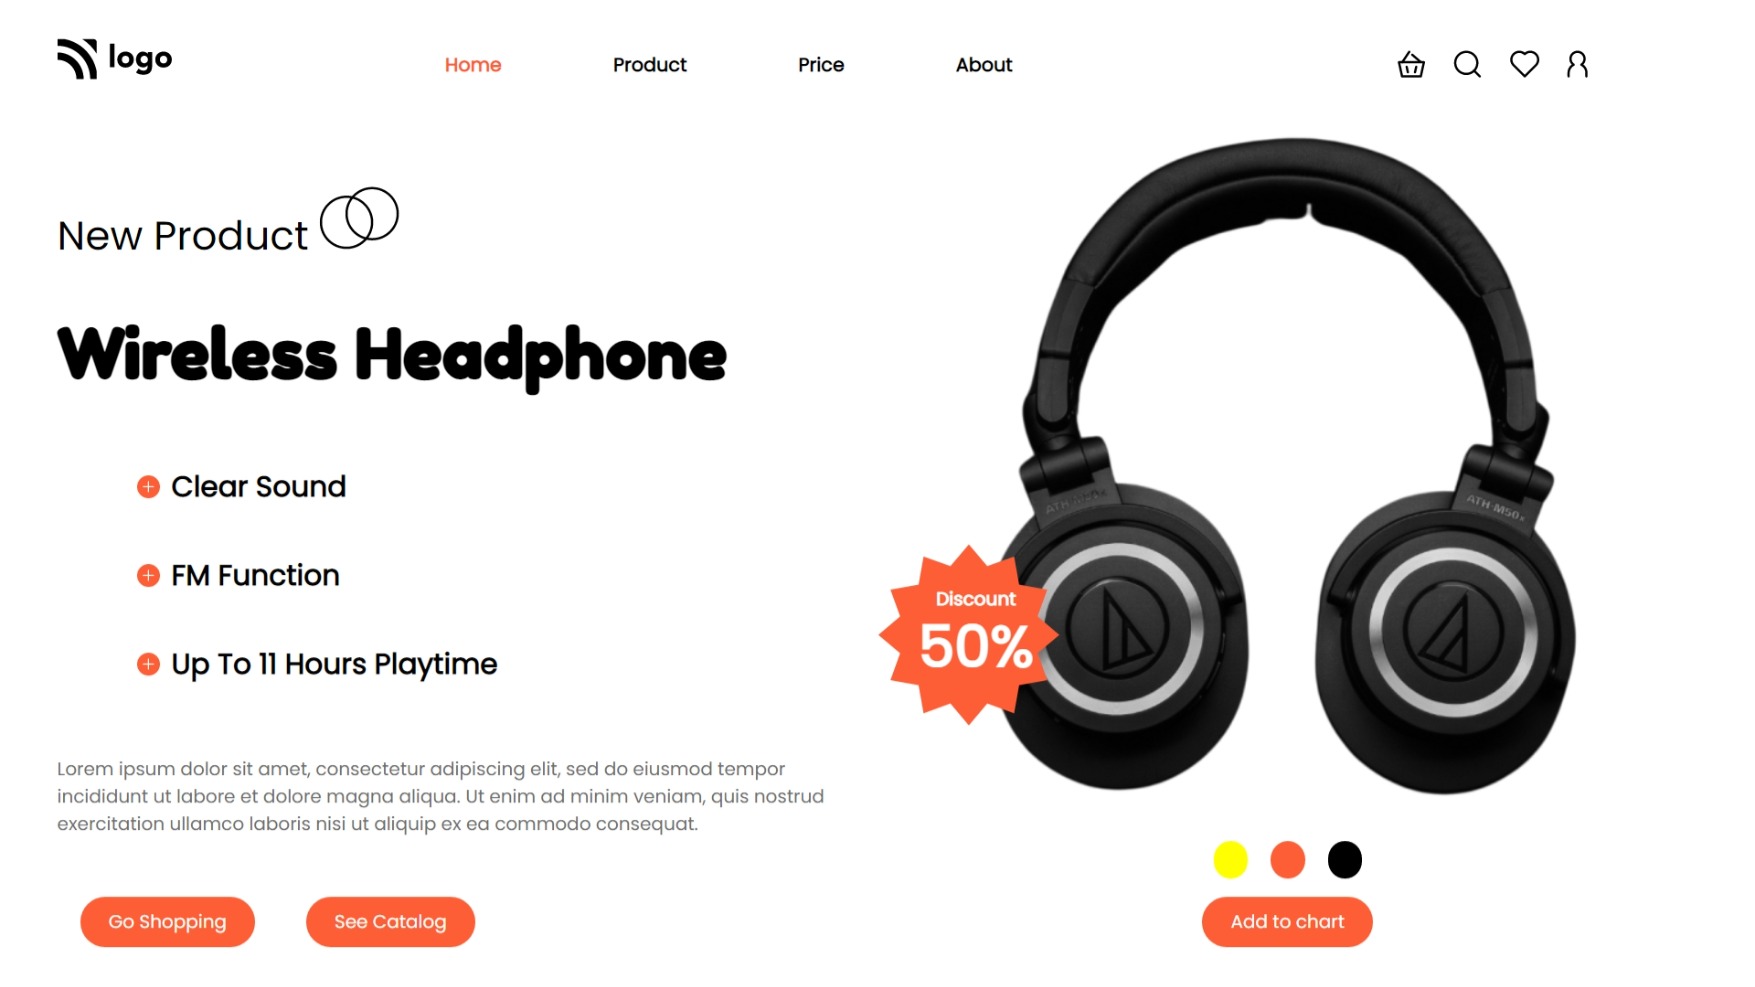 logo
Home
Product
Price
About
New Product
Wireless Headphone
Clear Sound
FM Function
Up To 11 Hours Playtime
Lorem ipsum dolor sit amet, consectetur adipiscing elit, sed do eiusmod tempor
incididunt ut labore et dolore magna aliqua. Ut enim ad minim veniam, quis nostrud
exercitation ullamco laboris nisi ut aliquip ex ea commodo consequat.
Go Shopping
See Catalog
ATH-M50x
ATH-M50x
Discount
50%
Add to chart